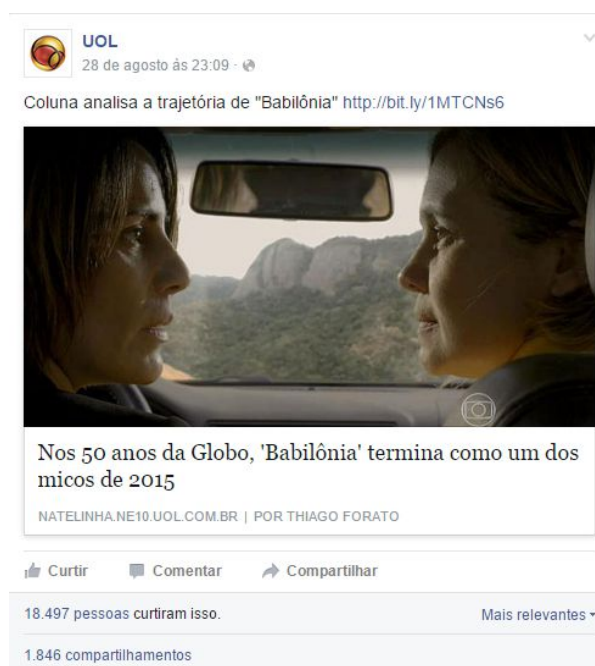 UOL
28 de agosto às 23:09 ·
Coluna analisa a trajetória de "Babilônia" http://bit.ly/1MTCNs6
Nos 50 anos da Globo, 'Babilônia' termina como um dos
micos de 2015
NATELINHA.NE10.UOL.COM.BR | POR THIAGO FORATO
Curtir Comentar Compartilhar
18.497 pessoas curtiram isso. Mais relevantes
1.846 compartilhamentos